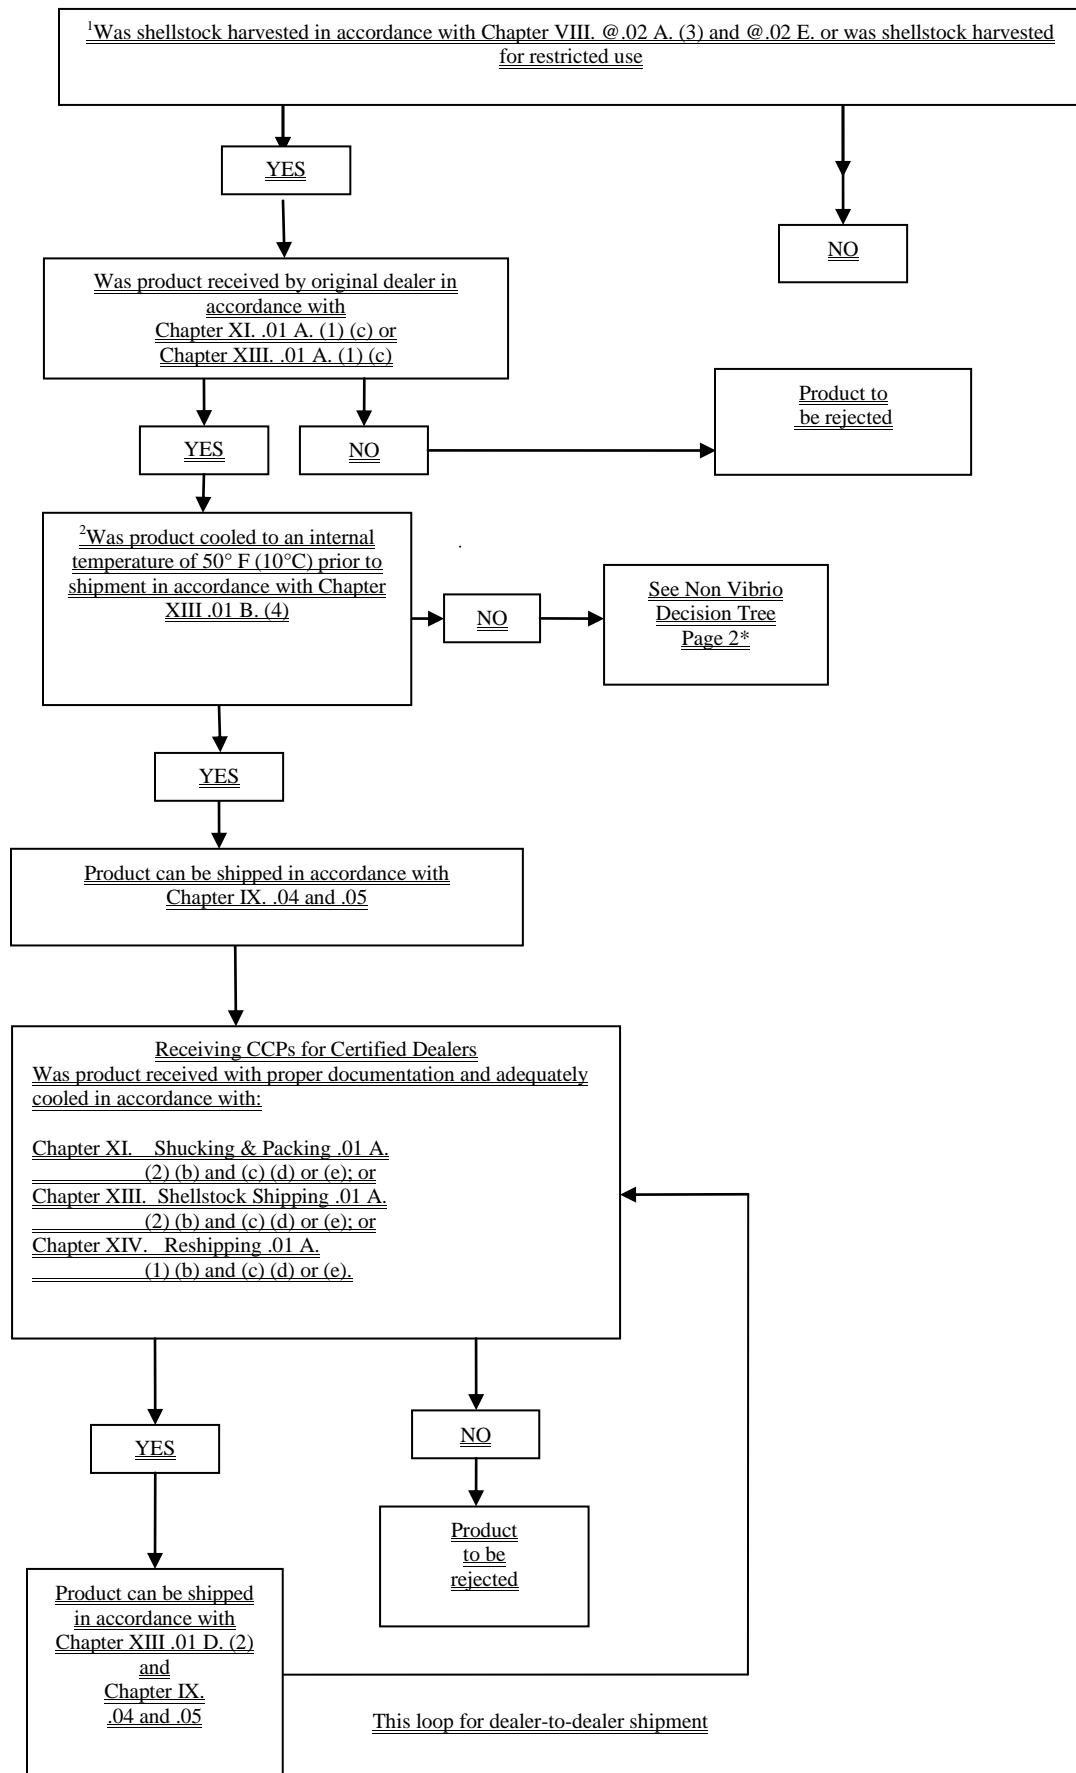 ¹Was shellstock harvested in accordance with Chapter VIII. @.02 A. (3) and @.02 E. or was shellstock harvested
for restricted use
YES
NO
Was product received by original dealer in
accordance with
Chapter XI. .01 A. (1) (c) or
Chapter XIII. .01 A. (1) (c)
Product to
be rejected
YES
NO
²Was product cooled to an internal
temperature of 50° F (10°C) prior to
shipment in accordance with Chapter
XIII .01 B. (4)
.
NO
See Non Vibrio
Decision Tree
Page 2*
YES
Product can be shipped in accordance with
Chapter IX. .04 and .05
Receiving CCPs for Certified Dealers
Was product received with proper documentation and adequately
cooled in accordance with:
Chapter XI. Shucking & Packing .01 A.
(2) (b) and (c) (d) or (e); or
Chapter XIII. Shellstock Shipping .01 A.
(2) (b) and (c) (d) or (e); or
Chapter XIV. Reshipping .01 A.
(1) (b) and (c) (d) or (e).
YES
NO
Product
to be
rejected
Product can be shipped
in accordance with
Chapter XIII .01 D. (2)
and
Chapter IX.
.04 and .05
This loop for dealer-to-dealer shipment